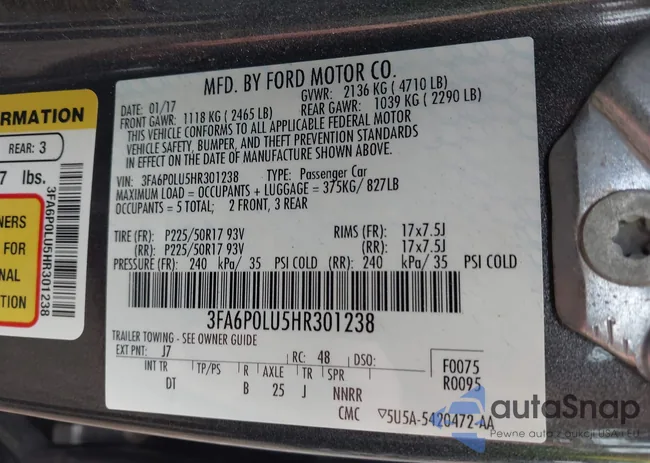 MFD. BY FORD MOTOR CO.
DATE: 01/17 GVWR: 2136 KG ( 4710 LB)
FRONT GAWR: 1118 KG ( 2465 LB) REAR GAWR: 1039 KG ( 2290 LB)
THIS VEHICLE CONFORMS TO ALL APPLICABLE FEDERAL MOTOR
VEHICLE SAFETY, BUMPER, AND THEFT PREVENTION STANDARDS
IN EFFECT ON THE DATE OF MANUFACTURE SHOWN ABOVE.
VIN: 3FA6P0LU5HR301238 TYPE: Passenger Car
MAXIMUM LOAD = OCCUPANTS + LUGGAGE = 375KG/ 827LB
OCCUPANTS = 5 TOTAL; 2 FRONT, 3 REAR
TIRE (FR): P225/50R17 93V RIMS (FR): 17x7.5J
(RR): P225/50R17 93V (RR): 17x7.5J
PRESSURE (FR): 240 kPa/ 35 PSI COLD (RR): 240 kPa/ 35 PSI COLD
3FA6P0LU5HR301238
TRAILER TOWING - SEE OWNER GUIDE
EXT PNT: J7 RC: 48 DSO: F0075
INT TR TP/PS R AXLE TR SPR R0095
DT B 25 J NNRR
CMC ▽5U5A-5420472-AA
ORMATION
REAR: 3
7 lbs.
NERS
FOR
NAL
TION
3FA6P0LU5HR301238
autoSnap
Pewne auta z aukcji USA i EU